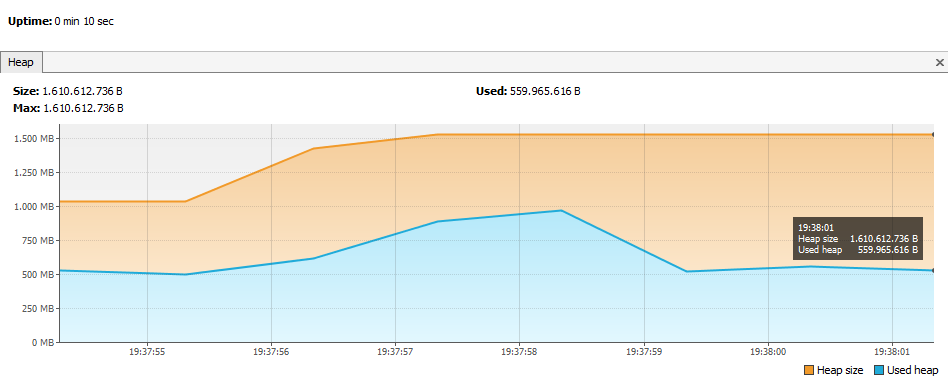 Uptime: 0 min 10 sec
Heap
Size: 1.610.612.736 B
Used: 559.965.616 B
Max: 1.610.612.736 B
1.500 MB
1.250 MB
1.000 MB
750 MB
500 MB
250 MB
0 MB
19:38:01
Heap size 1.610.612.736 B
Used heap 559.965.616 B
19:37:55 19:37:56 19:37:57 19:37:58 19:37:59 19:38:00 19:38:01
Heap size Used heap